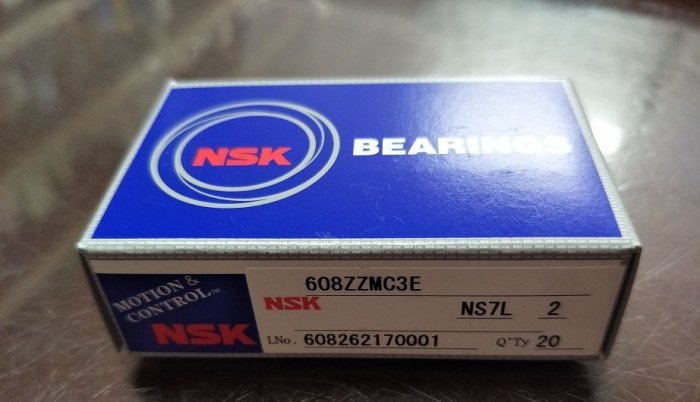 NSK BEARINGS
608ZZMC3E
MOTION &
CONTROL™
NSK
NSK NS7L 2
LNo. 608262170001 Q'Ty 20